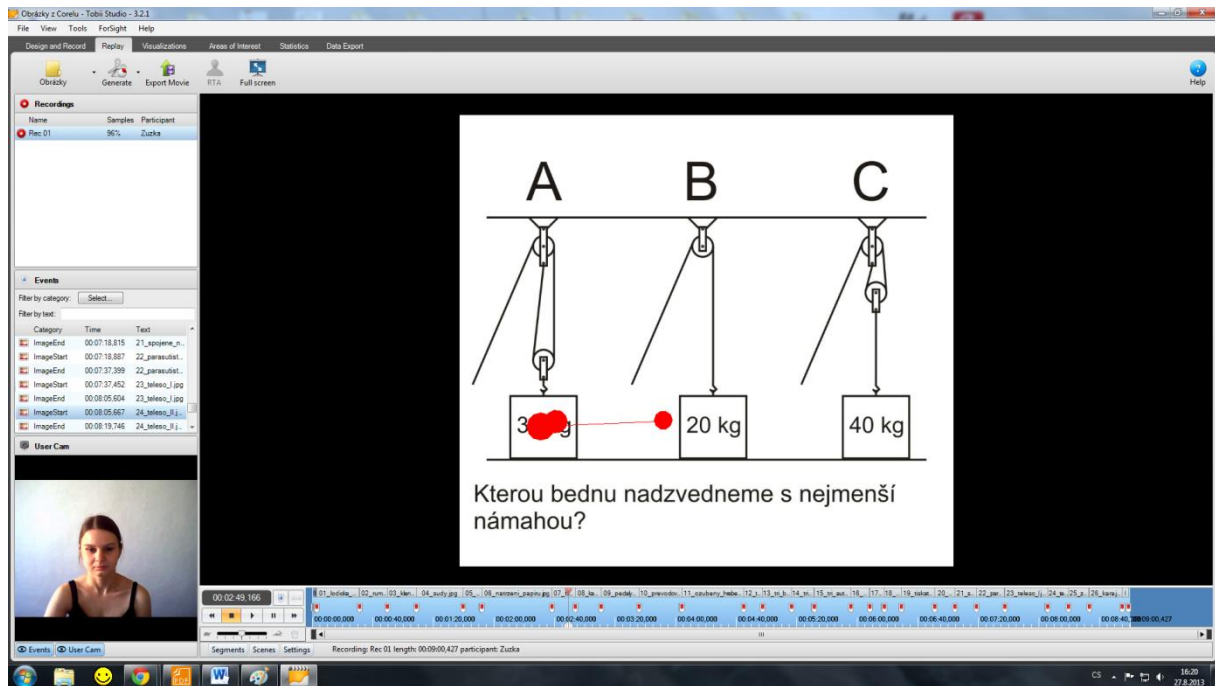 Obrázky z Corelu - Tobii Studio - 3.2.1
File View Tools ForSight Help
Design and Record Replay Visualizations Areas of Interest Statistics Data Export
Obrázky Generate Export Movie RTA Full screen Help
Recordings
Name Samples Participant
Rec 01 96% Zuzka
Events
Filter by category: Select...
Filter by text:
Category Time Text
ImageEnd 00:07:18,815 21_spojene_n..
ImageStart 00:07:18,887 22_parasutist..
ImageEnd 00:07:37,399 22_parasutist..
ImageStart 00:07:37,452 23_teleso_I.jpg
ImageEnd 00:08:05,604 23_teleso_I.jpg
ImageStart 00:08:05,667 24_teleso_II.j..
ImageEnd 00:08:19,746 24_teleso_II.j..
User Cam
A B C
20 kg 40 kg
Kterou bednu nadzvedneme s nejmenší
námahou?
00:02:49,166
04_sudy.jpg 06_namzeni_papiru.jpg
00:00:00,000 00:00:40,000 00:01:20,000 00:02:00,000 00:02:40,000 00:03:20,000 00:04:00,000 00:04:40,000 00:05:20,000 00:06:00,000 00:06:40,000 00:07:20,000 00:08:00,000
Events User Cam Segments Scenes Settings Recording: Rec 01 length: 00:09:00,427 participant: Zuzka
CS 16:20
27.8.2013